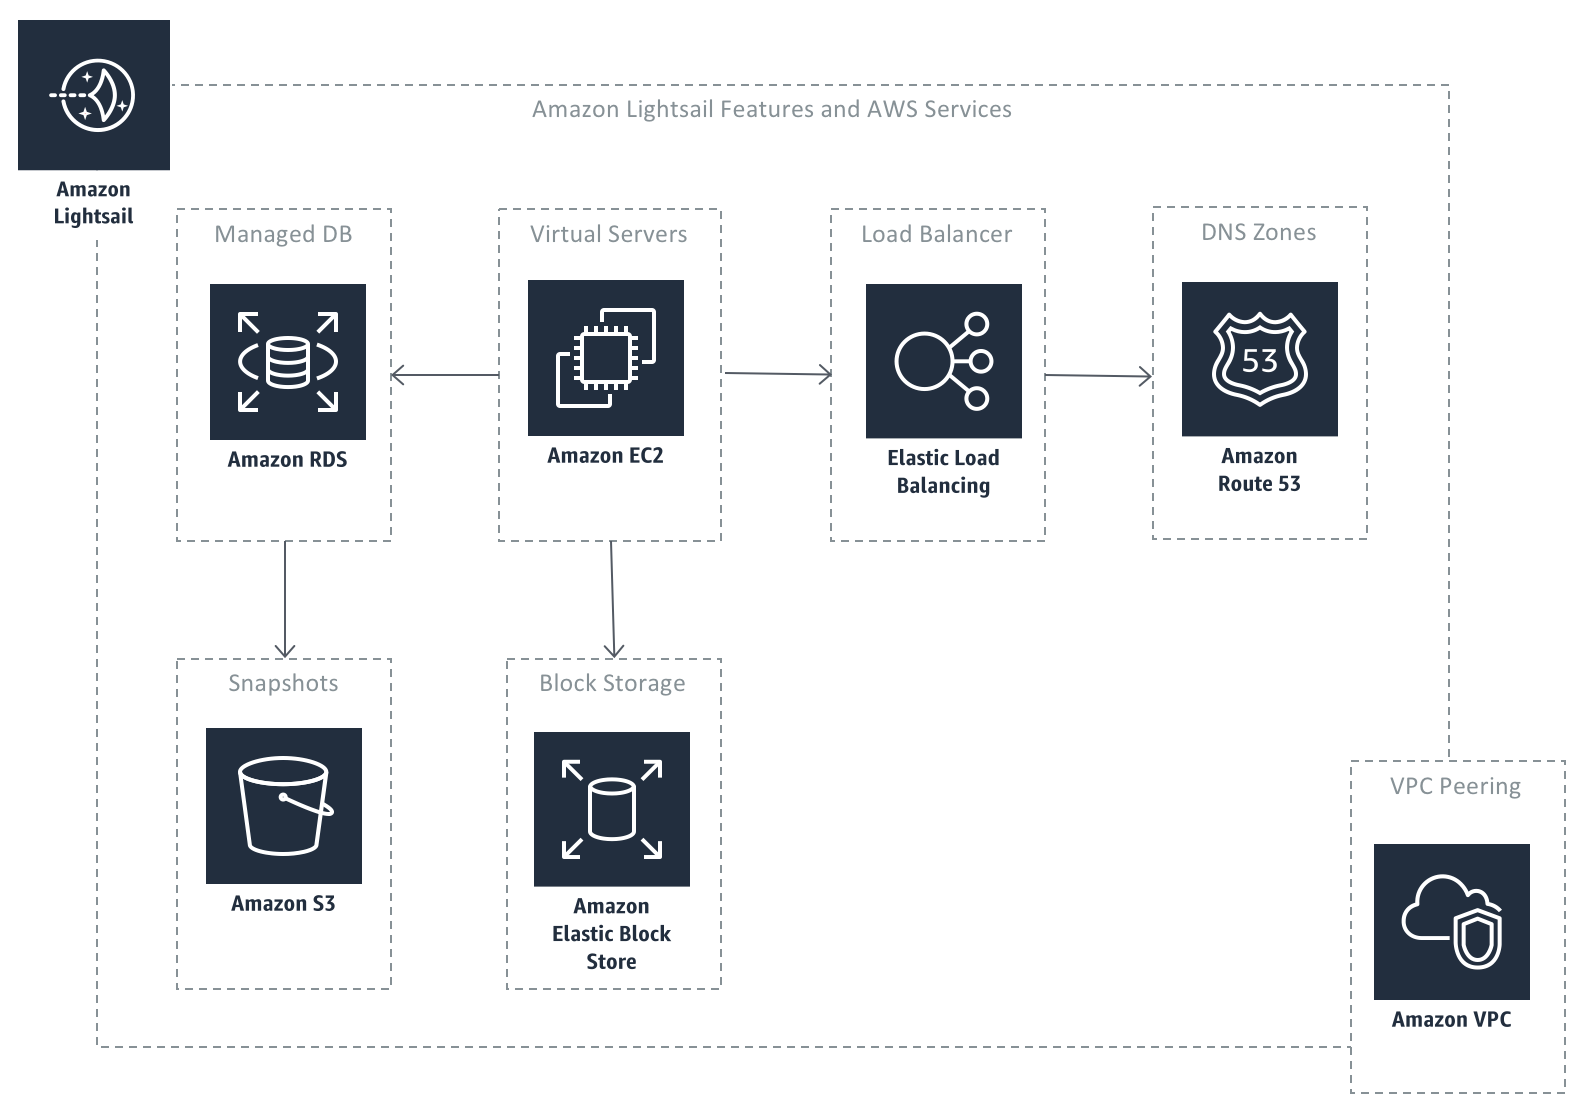 Amazon
Lightsail
Amazon Lightsail Features and AWS Services
Managed DB
Amazon RDS
Virtual Servers
Amazon EC2
Load Balancer
Elastic Load
Balancing
DNS Zones
53
Amazon
Route 53
Snapshots
Amazon S3
Block Storage
Amazon
Elastic Block
Store
VPC Peering
Amazon VPC